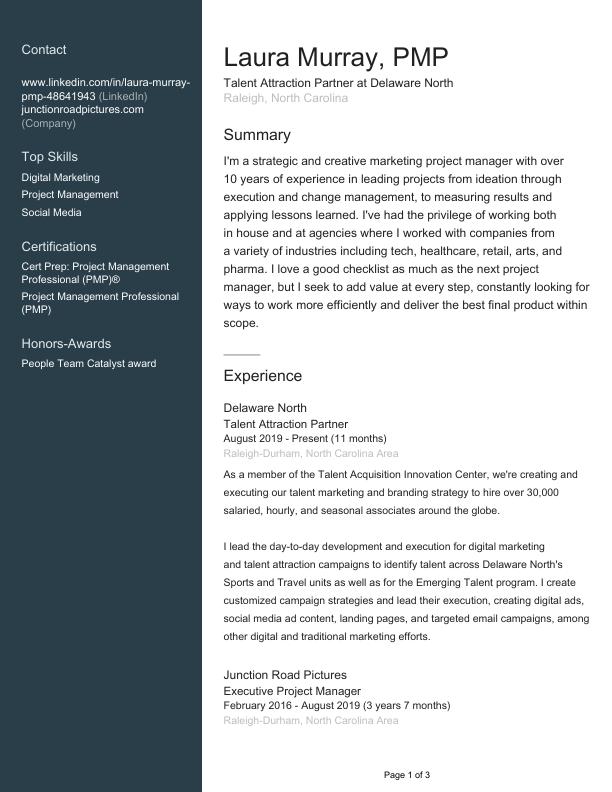 Contact
www.linkedin.com/in/laura-murray-
pmp-48641943 (LinkedIn)
junctionroadpictures.com
(Company)
Top Skills
Digital Marketing
Project Management
Social Media
Certifications
Cert Prep: Project Management
Professional (PMP)®
Project Management Professional
(PMP)
Honors-Awards
People Team Catalyst award
Laura Murray, PMP
Talent Attraction Partner at Delaware North
Raleigh, North Carolina
Summary
I'm a strategic and creative marketing project manager with over
10 years of experience in leading projects from ideation through
execution and change management, to measuring results and
applying lessons learned. I've had the privilege of working both
in house and at agencies where I worked with companies from
a variety of industries including tech, healthcare, retail, arts, and
pharma. I love a good checklist as much as the next project
manager, but I seek to add value at every step, constantly looking for
ways to work more efficiently and deliver the best final product within
scope.
Experience
Delaware North
Talent Attraction Partner
August 2019 - Present (11 months)
Raleigh-Durham, North Carolina Area
As a member of the Talent Acquisition Innovation Center, we're creating and
executing our talent marketing and branding strategy to hire over 30,000
salaried, hourly, and seasonal associates around the globe.
I lead the day-to-day development and execution for digital marketing
and talent attraction campaigns to identify talent across Delaware North's
Sports and Travel units as well as for the Emerging Talent program. I create
customized campaign strategies and lead their execution, creating digital ads,
social media ad content, landing pages, and targeted email campaigns, among
other digital and traditional marketing efforts.
Junction Road Pictures
Executive Project Manager
February 2016 - August 2019 (3 years 7 months)
Raleigh-Durham, North Carolina Area
Page 1 of 3